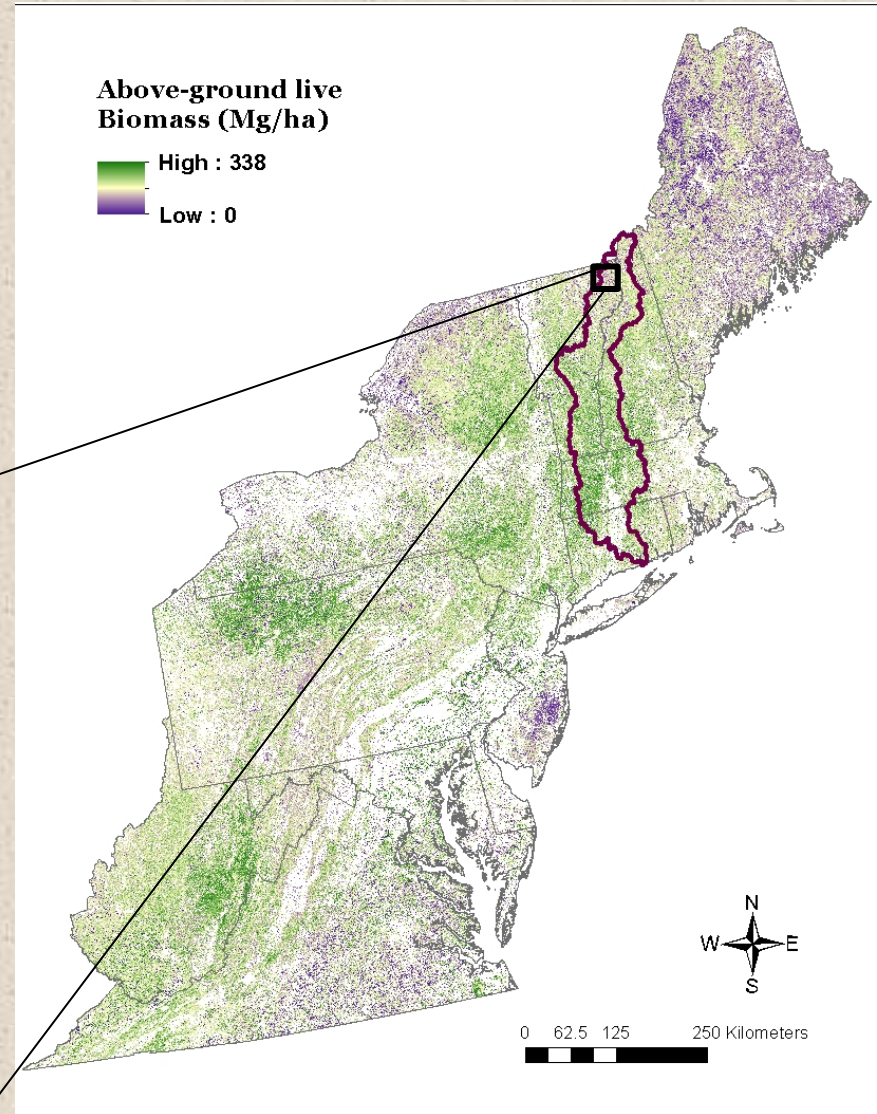 Above-ground live
Biomass (Mg/ha)
High : 338
Low : 0
N
W E
S
0 62.5 125 250 Kilometers